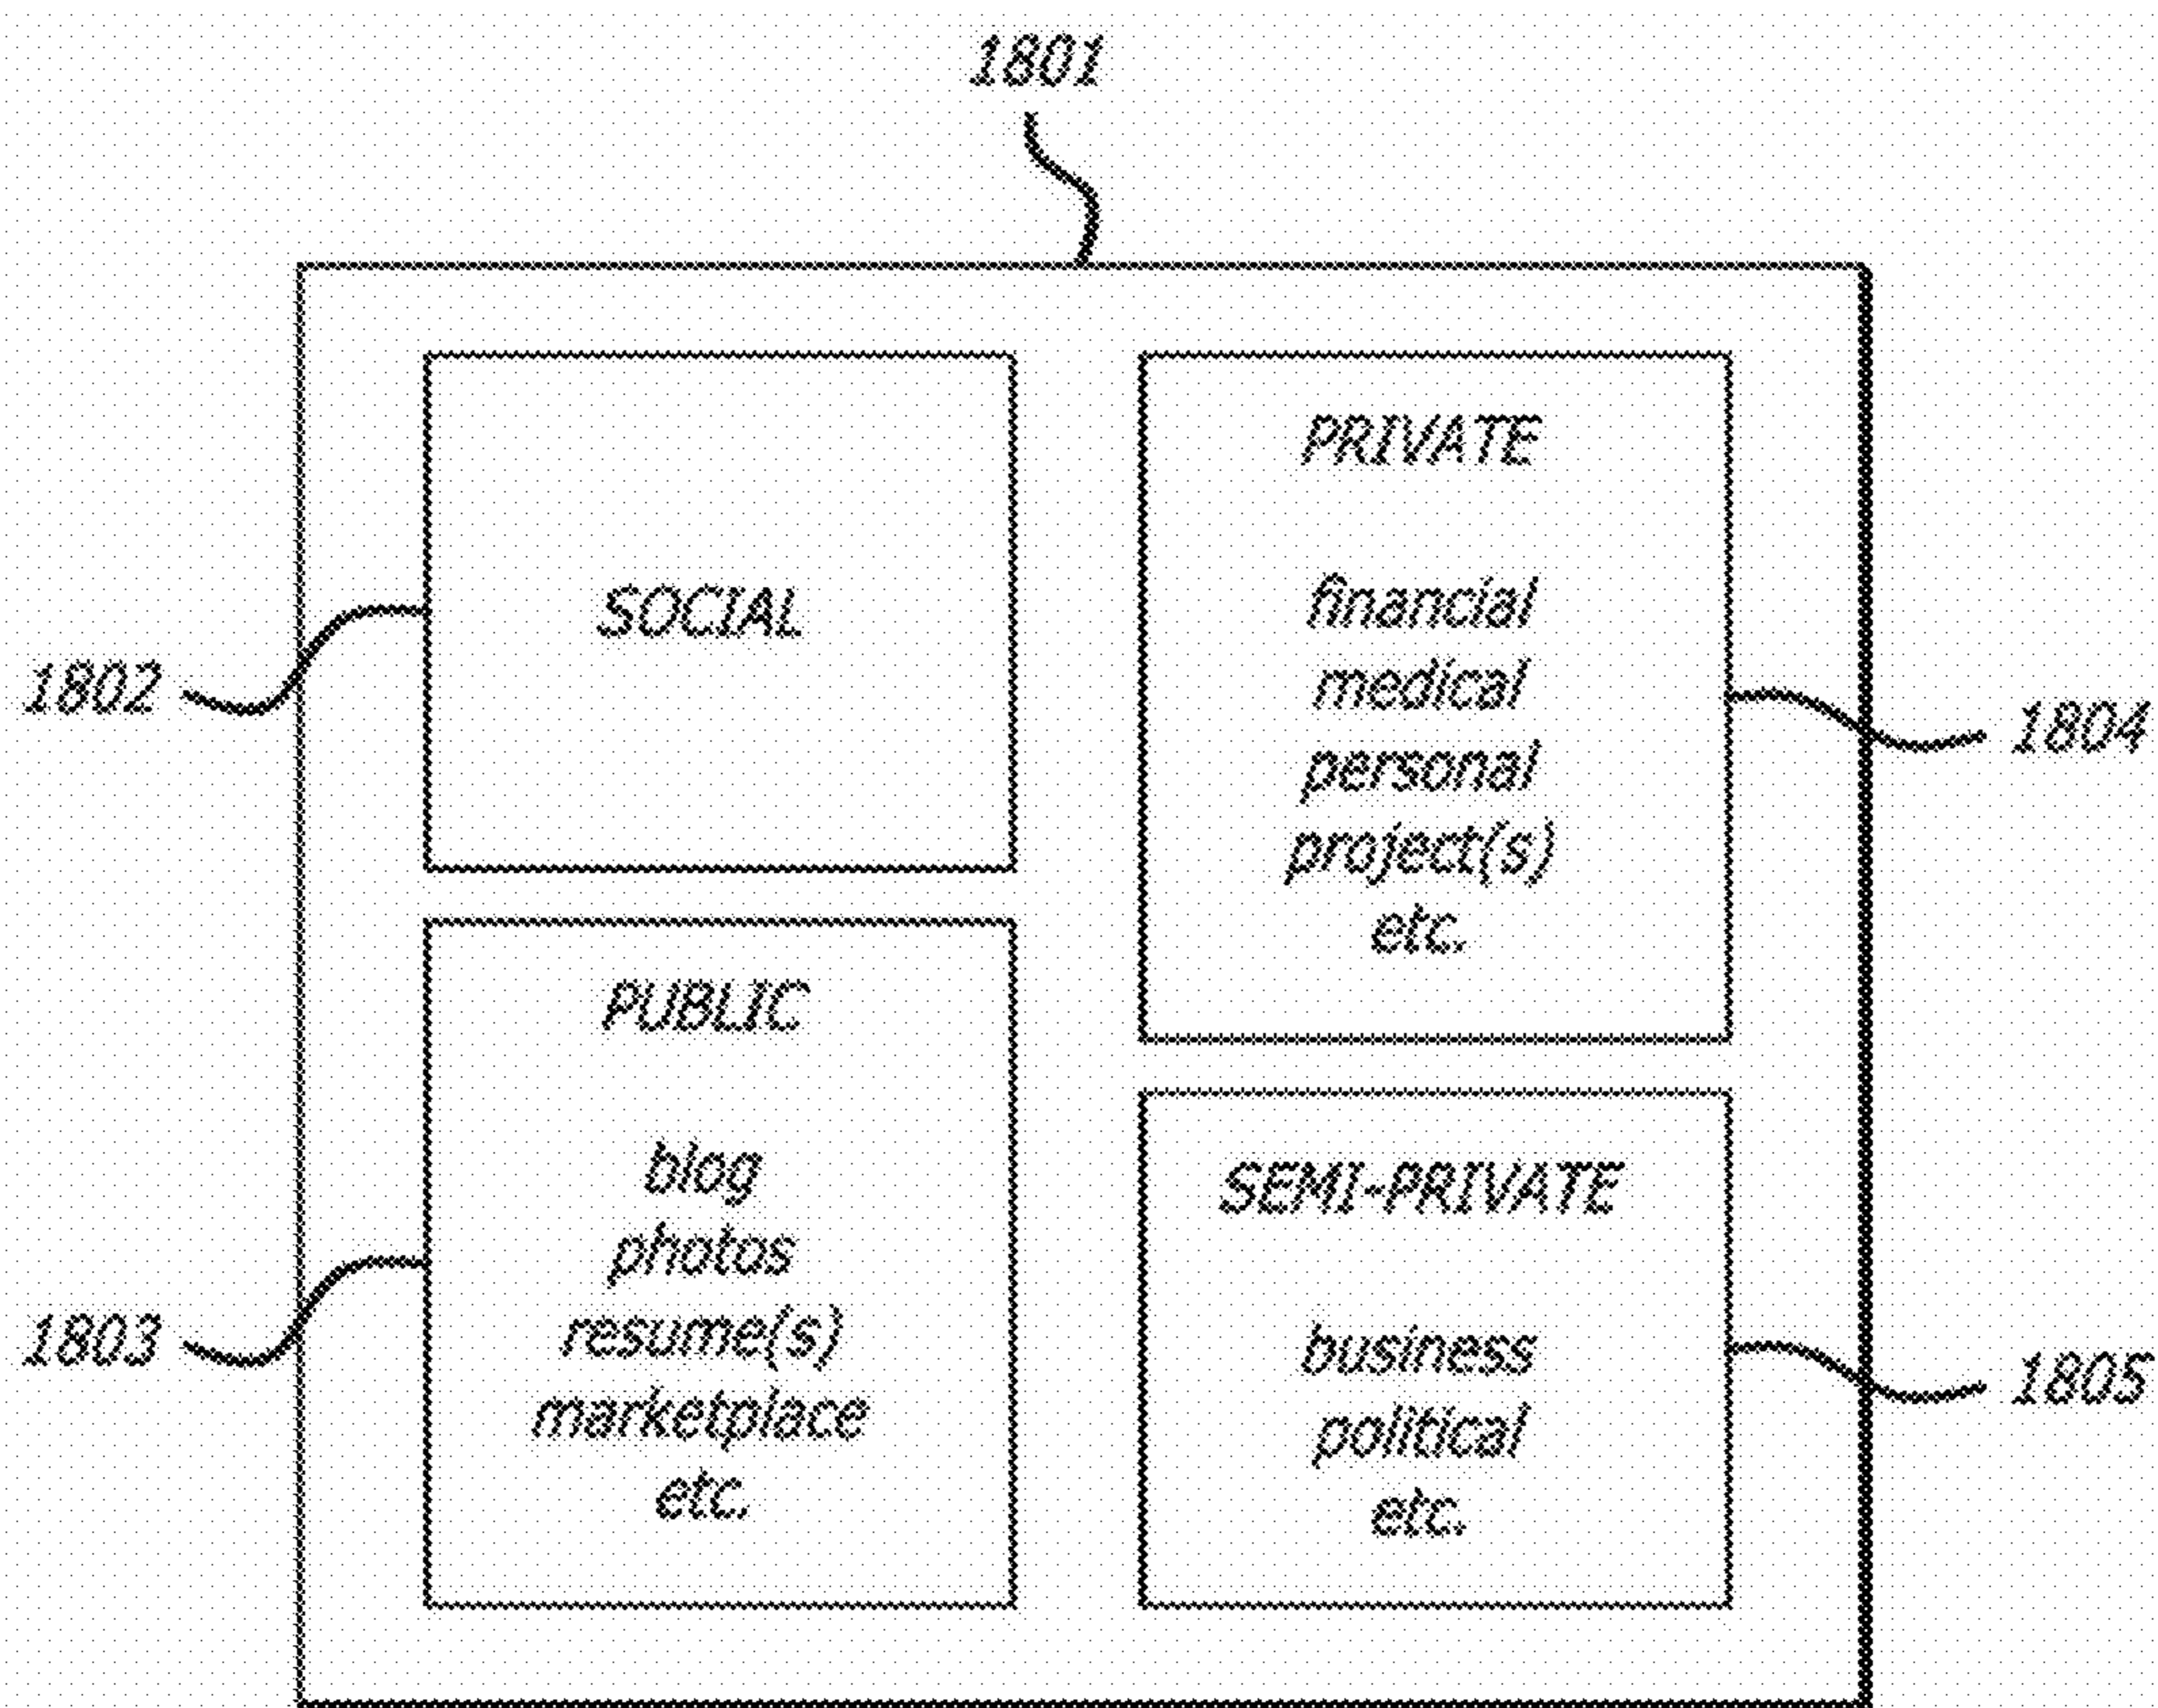 1801
SOCIAL
1802
PUBLIC
blog
photos
resume(s)
marketplace
etc.
1803
PRIVATE
financial
medical
personal
project(s)
etc.
1804
SEMI-PRIVATE
business
political
etc.
1805